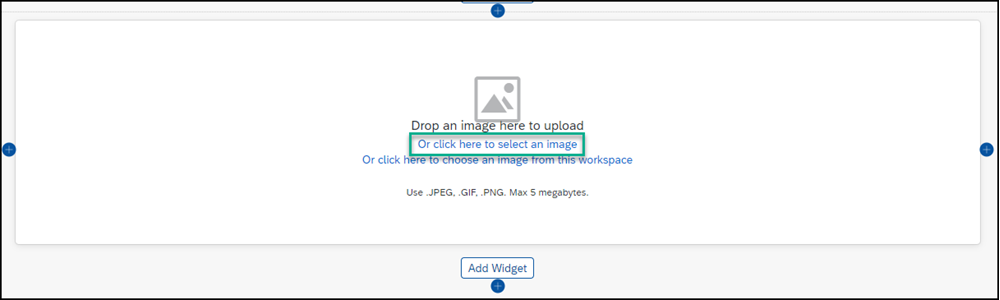 Drop an image here to upload
Or click here to select an image
Or click here to choose an image from this workspace
Use .JPEG, .GIF, .PNG. Max 5 megabytes.
Add Widget